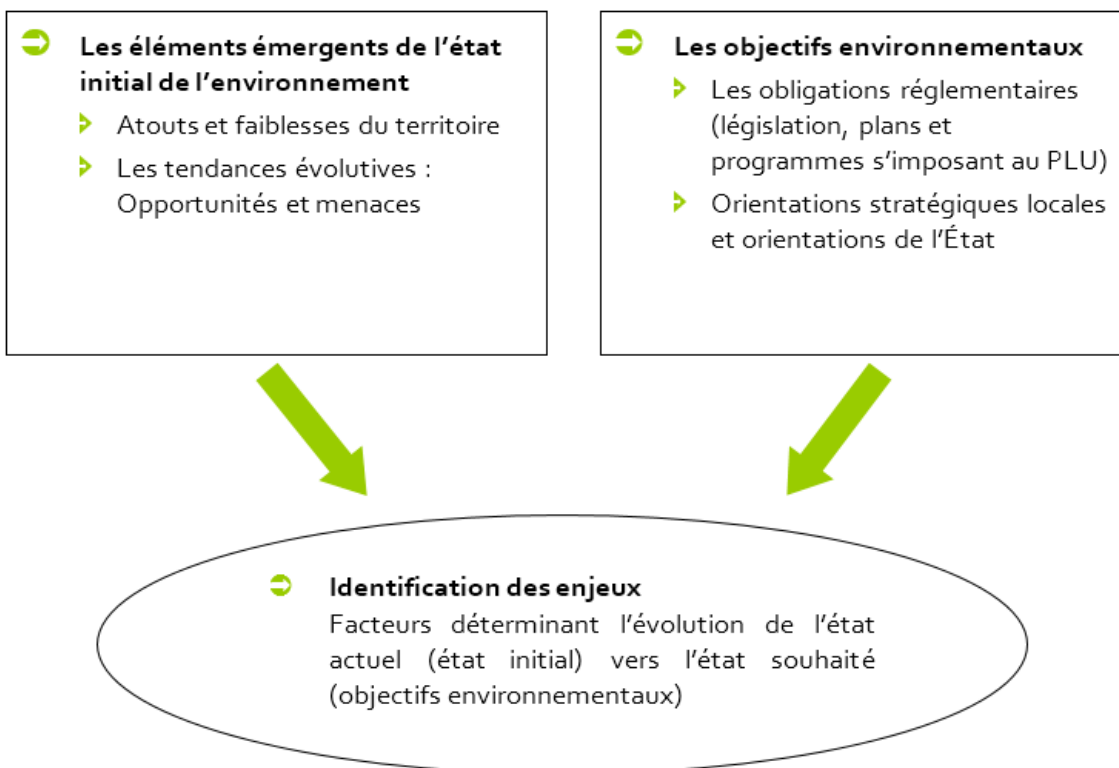 Les éléments émergents de l’état
initial de l’environnement
Atouts et faiblesses du territoire
Les tendances évolutives :
Opportunités et menaces
Les objectifs environnementaux
Les obligations réglementaires
(législation, plans et
programmes s’imposant au PLU)
Orientations stratégiques locales
et orientations de l’État
Identification des enjeux
Facteurs déterminant l’évolution de l’état
actuel (état initial) vers l’état souhaité
(objectifs environnementaux)